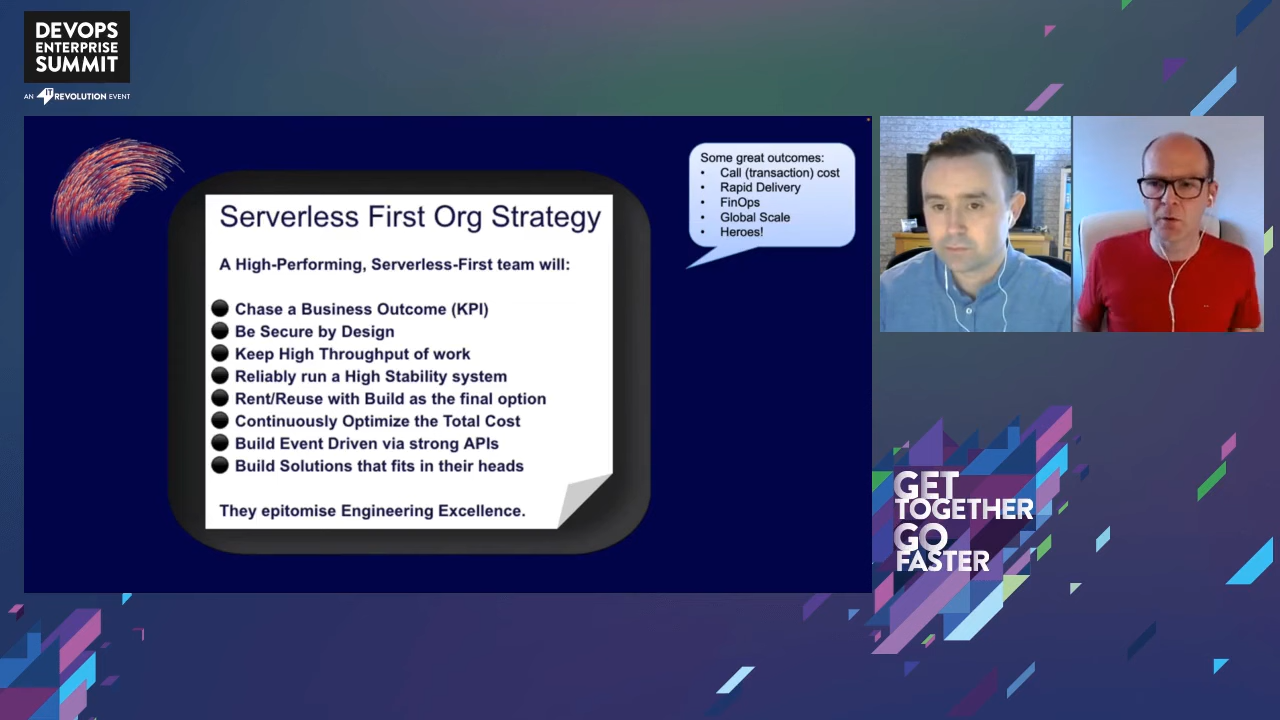 DEVOPS
ENTERPRISE
SUMMIT
AN IT REVOLUTION EVENT
Serverless First Org Strategy
A High-Performing, Serverless-First team will:
Chase a Business Outcome (KPI)
Be Secure by Design
Keep High Throughput of work
Reliably run a High Stability system
Rent/Reuse with Build as the final option
Continuously Optimize the Total Cost
Build Event Driven via strong APIs
Build Solutions that fits in their heads
They epitomise Engineering Excellence.
Some great outcomes:
• Call (transaction) cost
• Rapid Delivery
• FinOps
• Global Scale
• Heroes!
GET
TOGETHER
GO
FASTER